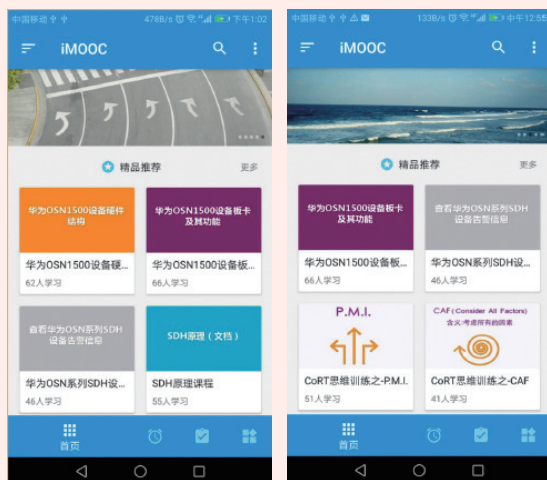 中国移动
478B/s
下午1:02
iMOOC
精品推荐
更多
华为OSN1500设备硬件
结构
华为OSN1500设备板卡
及其功能
华为OSN1500设备硬...
62人学习
华为OSN1500设备板...
66人学习
查看华为OSN系列SDH
设备告警信息
SDH原理（文档）
华为OSN系列SDH设...
46人学习
SDH原理课程
55人学习
首页
中国移动
133B/s
中午12:55
iMOOC
精品推荐
更多
华为OSN1500设备板卡
及其功能
查看华为OSN系列SDH
设备告警信息
华为OSN1500设备板...
66人学习
华为OSN系列SDH设...
46人学习
P.M.I.
CAF(Consider All Factors)
含义:考虑所有的因素
CoRT思维训练之-P.M.I.
51人学习
CoRT思维训练之-CAF
41人学习
首页